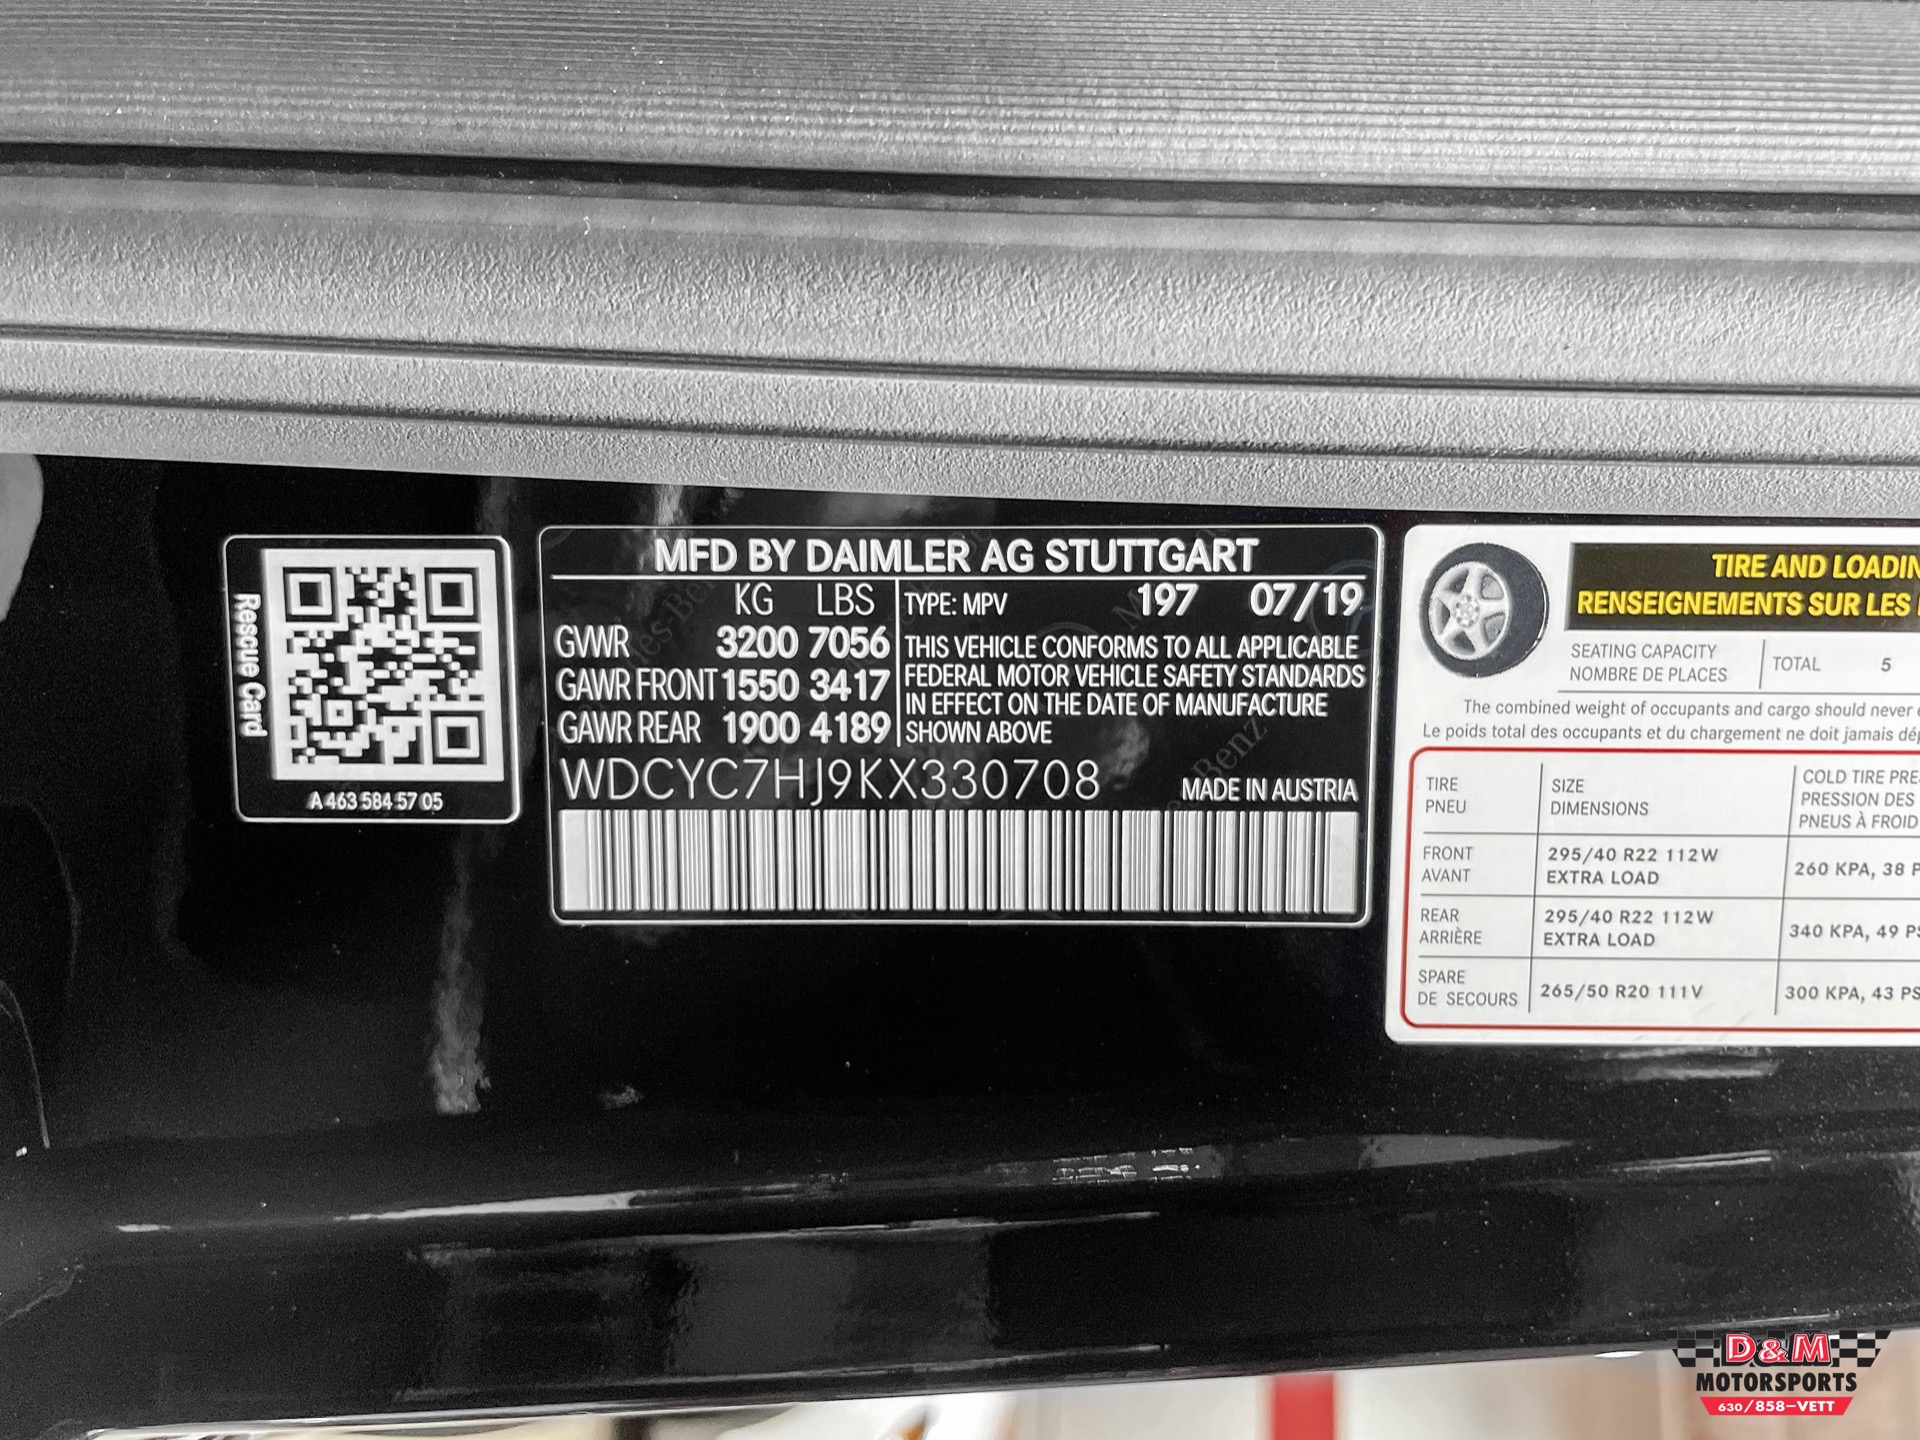 Rescue Card
A 463 584 57 05
MFD BY DAIMLER AG STUTTGART
KG LBS
GVWR 3200 7056
GAWR FRONT 1550 3417
GAWR REAR 1900 4189
TYPE: MPV 197 07/19
THIS VEHICLE CONFORMS TO ALL APPLICABLE
FEDERAL MOTOR VEHICLE SAFETY STANDARDS
IN EFFECT ON THE DATE OF MANUFACTURE
SHOWN ABOVE
WDCYC7HJ9KX330708
MADE IN AUSTRIA
TIRE AND LOADIN
RENSEIGNEMENTS SUR LES
SEATING CAPACITY
NOMBRE DE PLACES
TOTAL 5
The combined weight of occupants and cargo should never
Le poids total des occupants et du chargement ne doit jamais dép
TIRE
PNEU
SIZE
DIMENSIONS
COLD TIRE PRE
PRESSION DES
PNEUS À FROID
FRONT
AVANT
295/40 R22 112W
EXTRA LOAD
260 KPA, 38 P
REAR
ARRIÈRE
295/40 R22 112W
EXTRA LOAD
340 KPA, 49 PS
SPARE
DE SECOURS
265/50 R20 111V
300 KPA, 43 PS
D&M
MOTORSPORTS
630/858-VETT